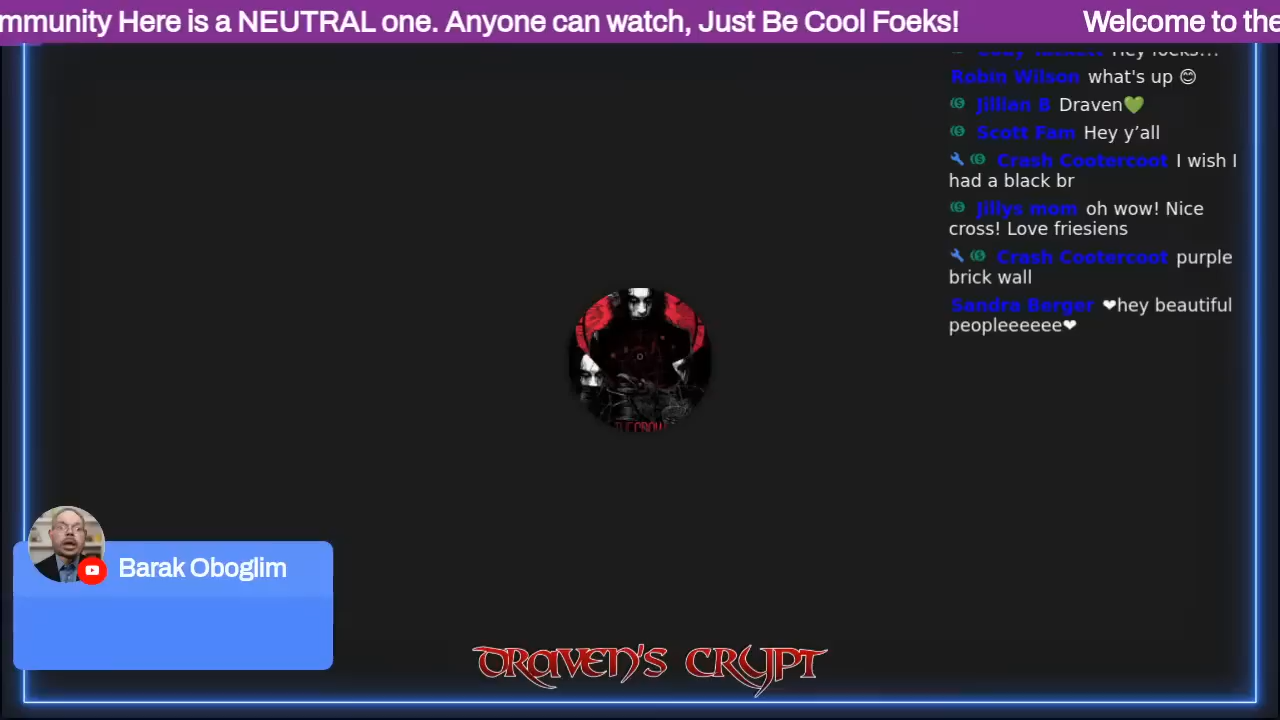 mmunity Here is a NEUTRAL one. Anyone can watch, Just Be Cool Foeks!
Welcome to the
Robin Wilson what's up 😊
Jillian B Draven💚
Scott Fam Hey y’all
Crash Cootercoot I wish I
had a black br
Jillys mom oh wow! Nice
cross! Love friesiens
Crash Cootercoot purple
brick wall
Sandra Berger ❤hey beautiful
peopleeeeee❤
Barak Oboglim
DRAVEN'S CRYPT